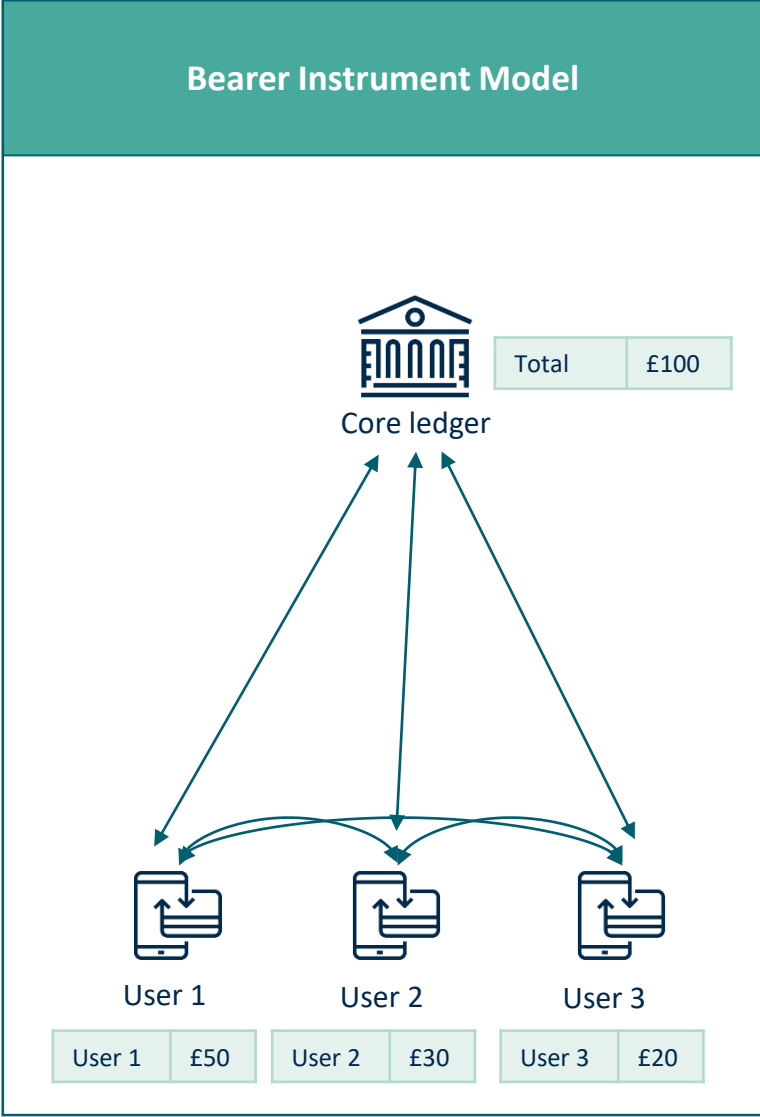 Bearer Instrument Model
Total £100
Core ledger
User 1
User 2
User 3
User 1 £50
User 2 £30
User 3 £20